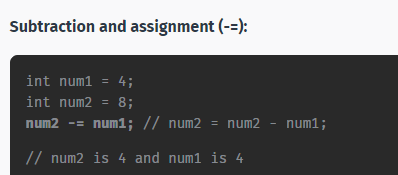 Subtraction and assignment (-=):
int num1 = 4;
int num2 = 8;
num2 -= num1; // num2 = num2 - num1;
// num2 is 4 and num1 is 4